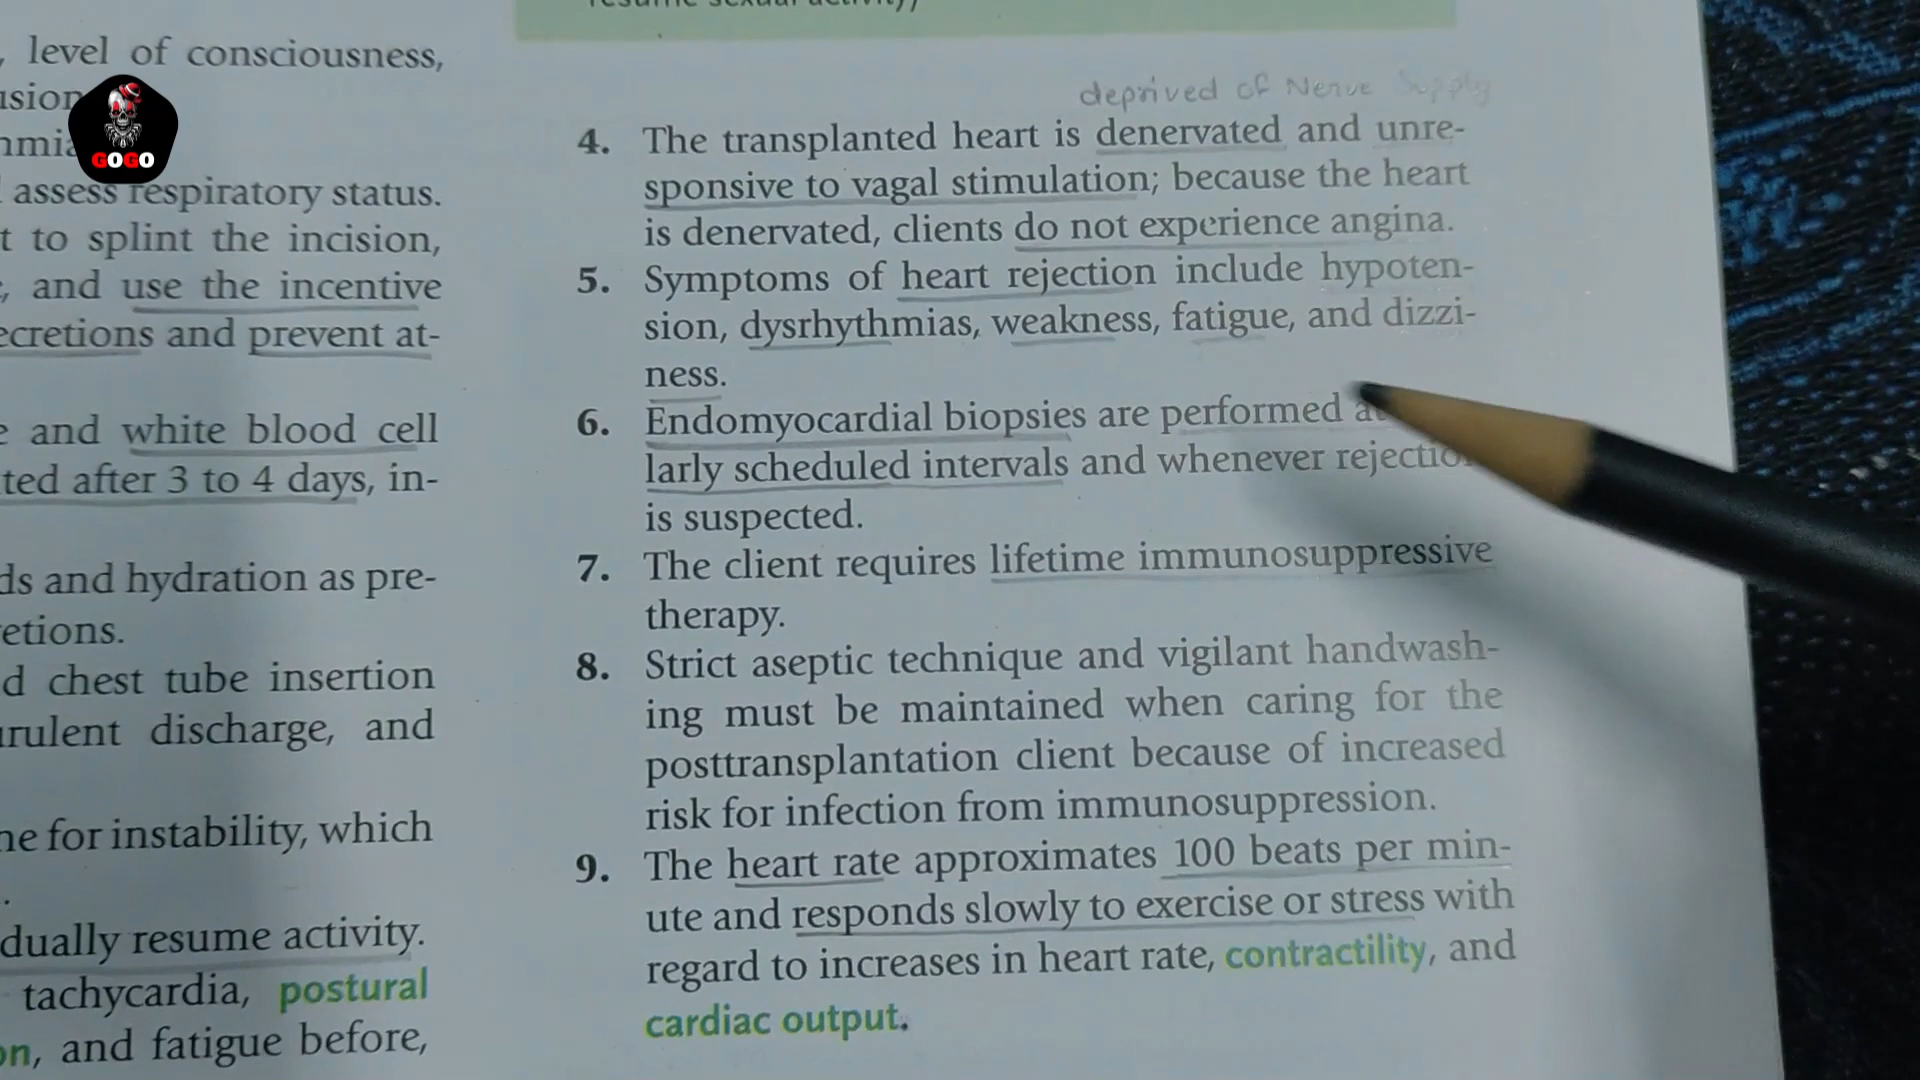 resume sexual activity)
level of consciousness,
GOGO
assess respiratory status.
t to splint the incision,
, and use the incentive
ecretions and prevent at-
e and white blood cell
ted after 3 to 4 days, in-
ds and hydration as pre-
etions.
d chest tube insertion
urulent discharge, and
ne for instability, which
dually resume activity.
tachycardia, postural
on, and fatigue before,
deprived of Nerve Supply
4. The transplanted heart is denervated and unre-
sponsive to vagal stimulation; because the heart
is denervated, clients do not experience angina.
5. Symptoms of heart rejection include hypoten-
sion, dysrhythmias, weakness, fatigue, and dizzi-
ness.
6. Endomyocardial biopsies are performed
larly scheduled intervals and whenever rejectio
is suspected.
7. The client requires lifetime immunosuppressive
therapy.
8. Strict aseptic technique and vigilant handwash-
ing must be maintained when caring for the
posttransplantation client because of increased
risk for infection from immunosuppression.
9. The heart rate approximates 100 beats per min-
ute and responds slowly to exercise or stress with
regard to increases in heart rate, contractility, and
cardiac output.